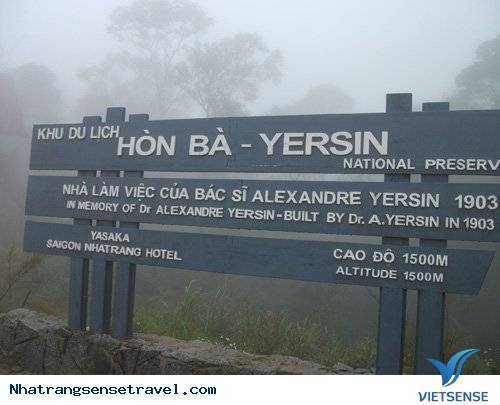 KHU DU LỊCH
HÒN BÀ - YERSIN
NATIONAL PRESERV
NHÀ LÀM VIỆC CỦA BÁC SĨ ALEXANDRE YERSIN 1903
IN MEMORY OF Dr ALEXANDRE YERSIN-BUILT BY Dr.A.YERSIN IN 1903
YASAKA
SAIGON NHATRANG HOTEL
CAO ĐỘ 1500M
ALTITUDE 1500M
Nhatrangsensetravel.com
VIETSENSE